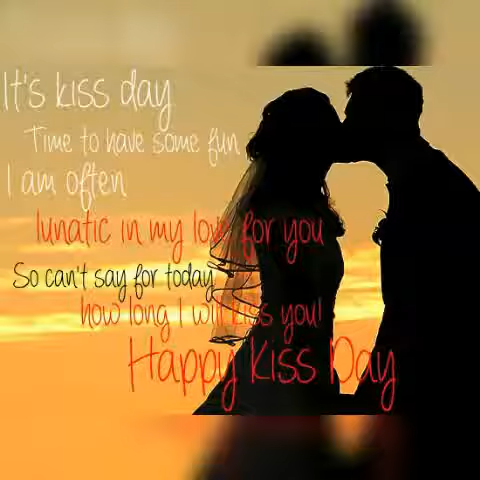 It's kiss day
Time to have some fun
I am often
lunatic in my love for you
So can't say for today
how long I will kiss you!
Happy Kiss Day